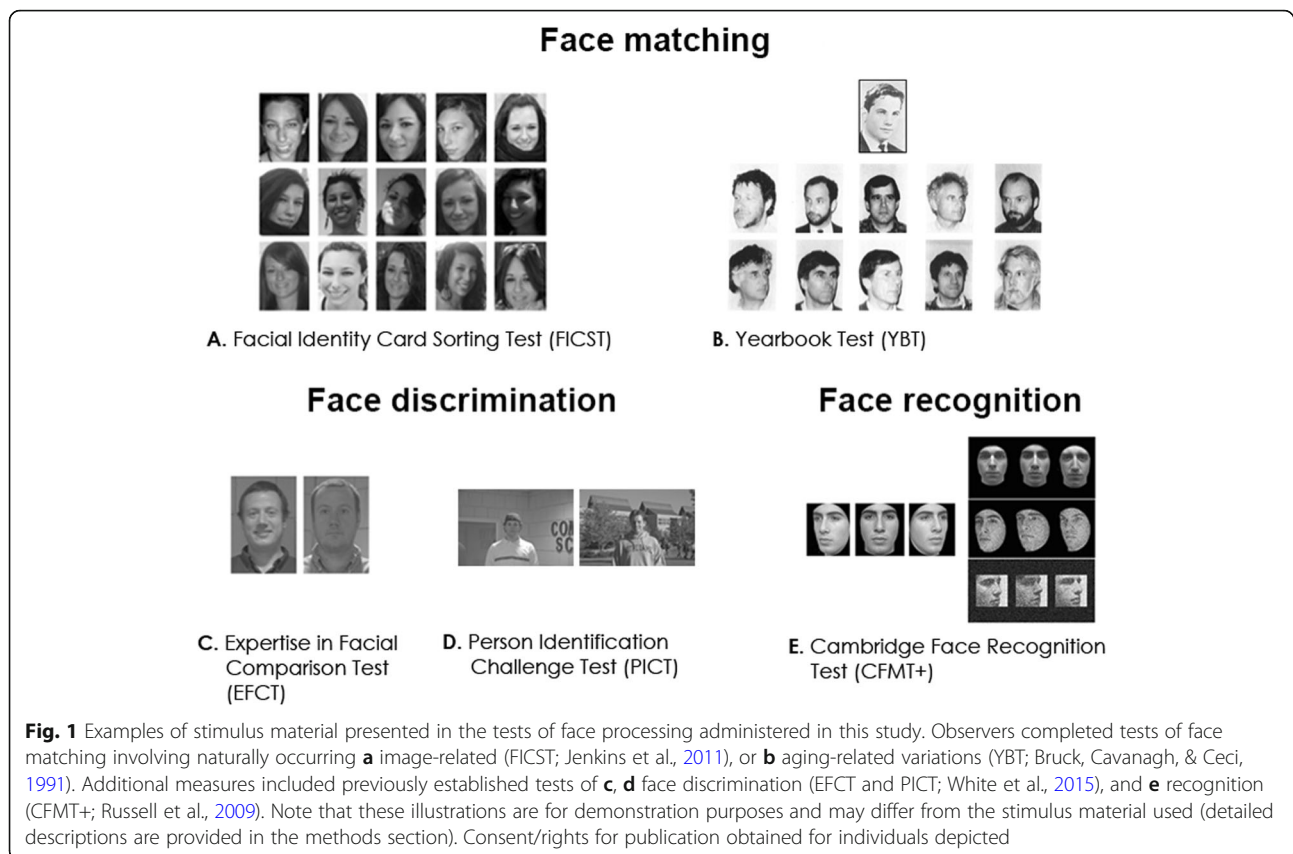 Face matching
A. Facial Identity Card Sorting Test (FICST)
B. Yearbook Test (YBT)
Face discrimination
Face recognition
COM
SC
C. Expertise in Facial
Comparison Test
(EFCT)
D. Person Identification
Challenge Test (PICT)
E. Cambridge Face Recognition
Test (CFMT+)
Fig. 1 Examples of stimulus material presented in the tests of face processing administered in this study. Observers completed tests of face
matching involving naturally occurring a image-related (FICST; Jenkins et al., 2011), or b aging-related variations (YBT; Bruck, Cavanagh, & Ceci,
1991). Additional measures included previously established tests of c, d face discrimination (EFCT and PICT; White et al., 2015), and e recognition
(CFMT+; Russell et al., 2009). Note that these illustrations are for demonstration purposes and may differ from the stimulus material used (detailed
descriptions are provided in the methods section). Consent/rights for publication obtained for individuals depicted